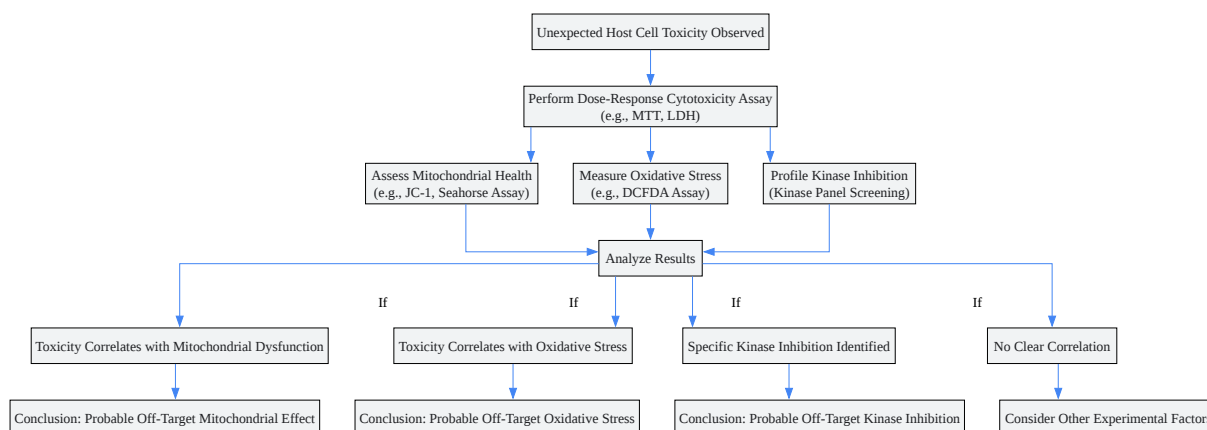 Unexpected Host Cell Toxicity Observed
Perform Dose-Response Cytotoxicity Assay
(e.g., MTT, LDH)
Assess Mitochondrial Health
(e.g., JC-1, Seahorse Assay)
Measure Oxidative Stress
(e.g., DCFDA Assay)
Profile Kinase Inhibition
(Kinase Panel Screening)
Analyze Results
If
If
If
If
Toxicity Correlates with Mitochondrial Dysfunction
Toxicity Correlates with Oxidative Stress
Specific Kinase Inhibition Identified
No Clear Correlation
Conclusion: Probable Off-Target Mitochondrial Effect
Conclusion: Probable Off-Target Oxidative Stress
Conclusion: Probable Off-Target Kinase Inhibition
Consider Other Experimental Factors